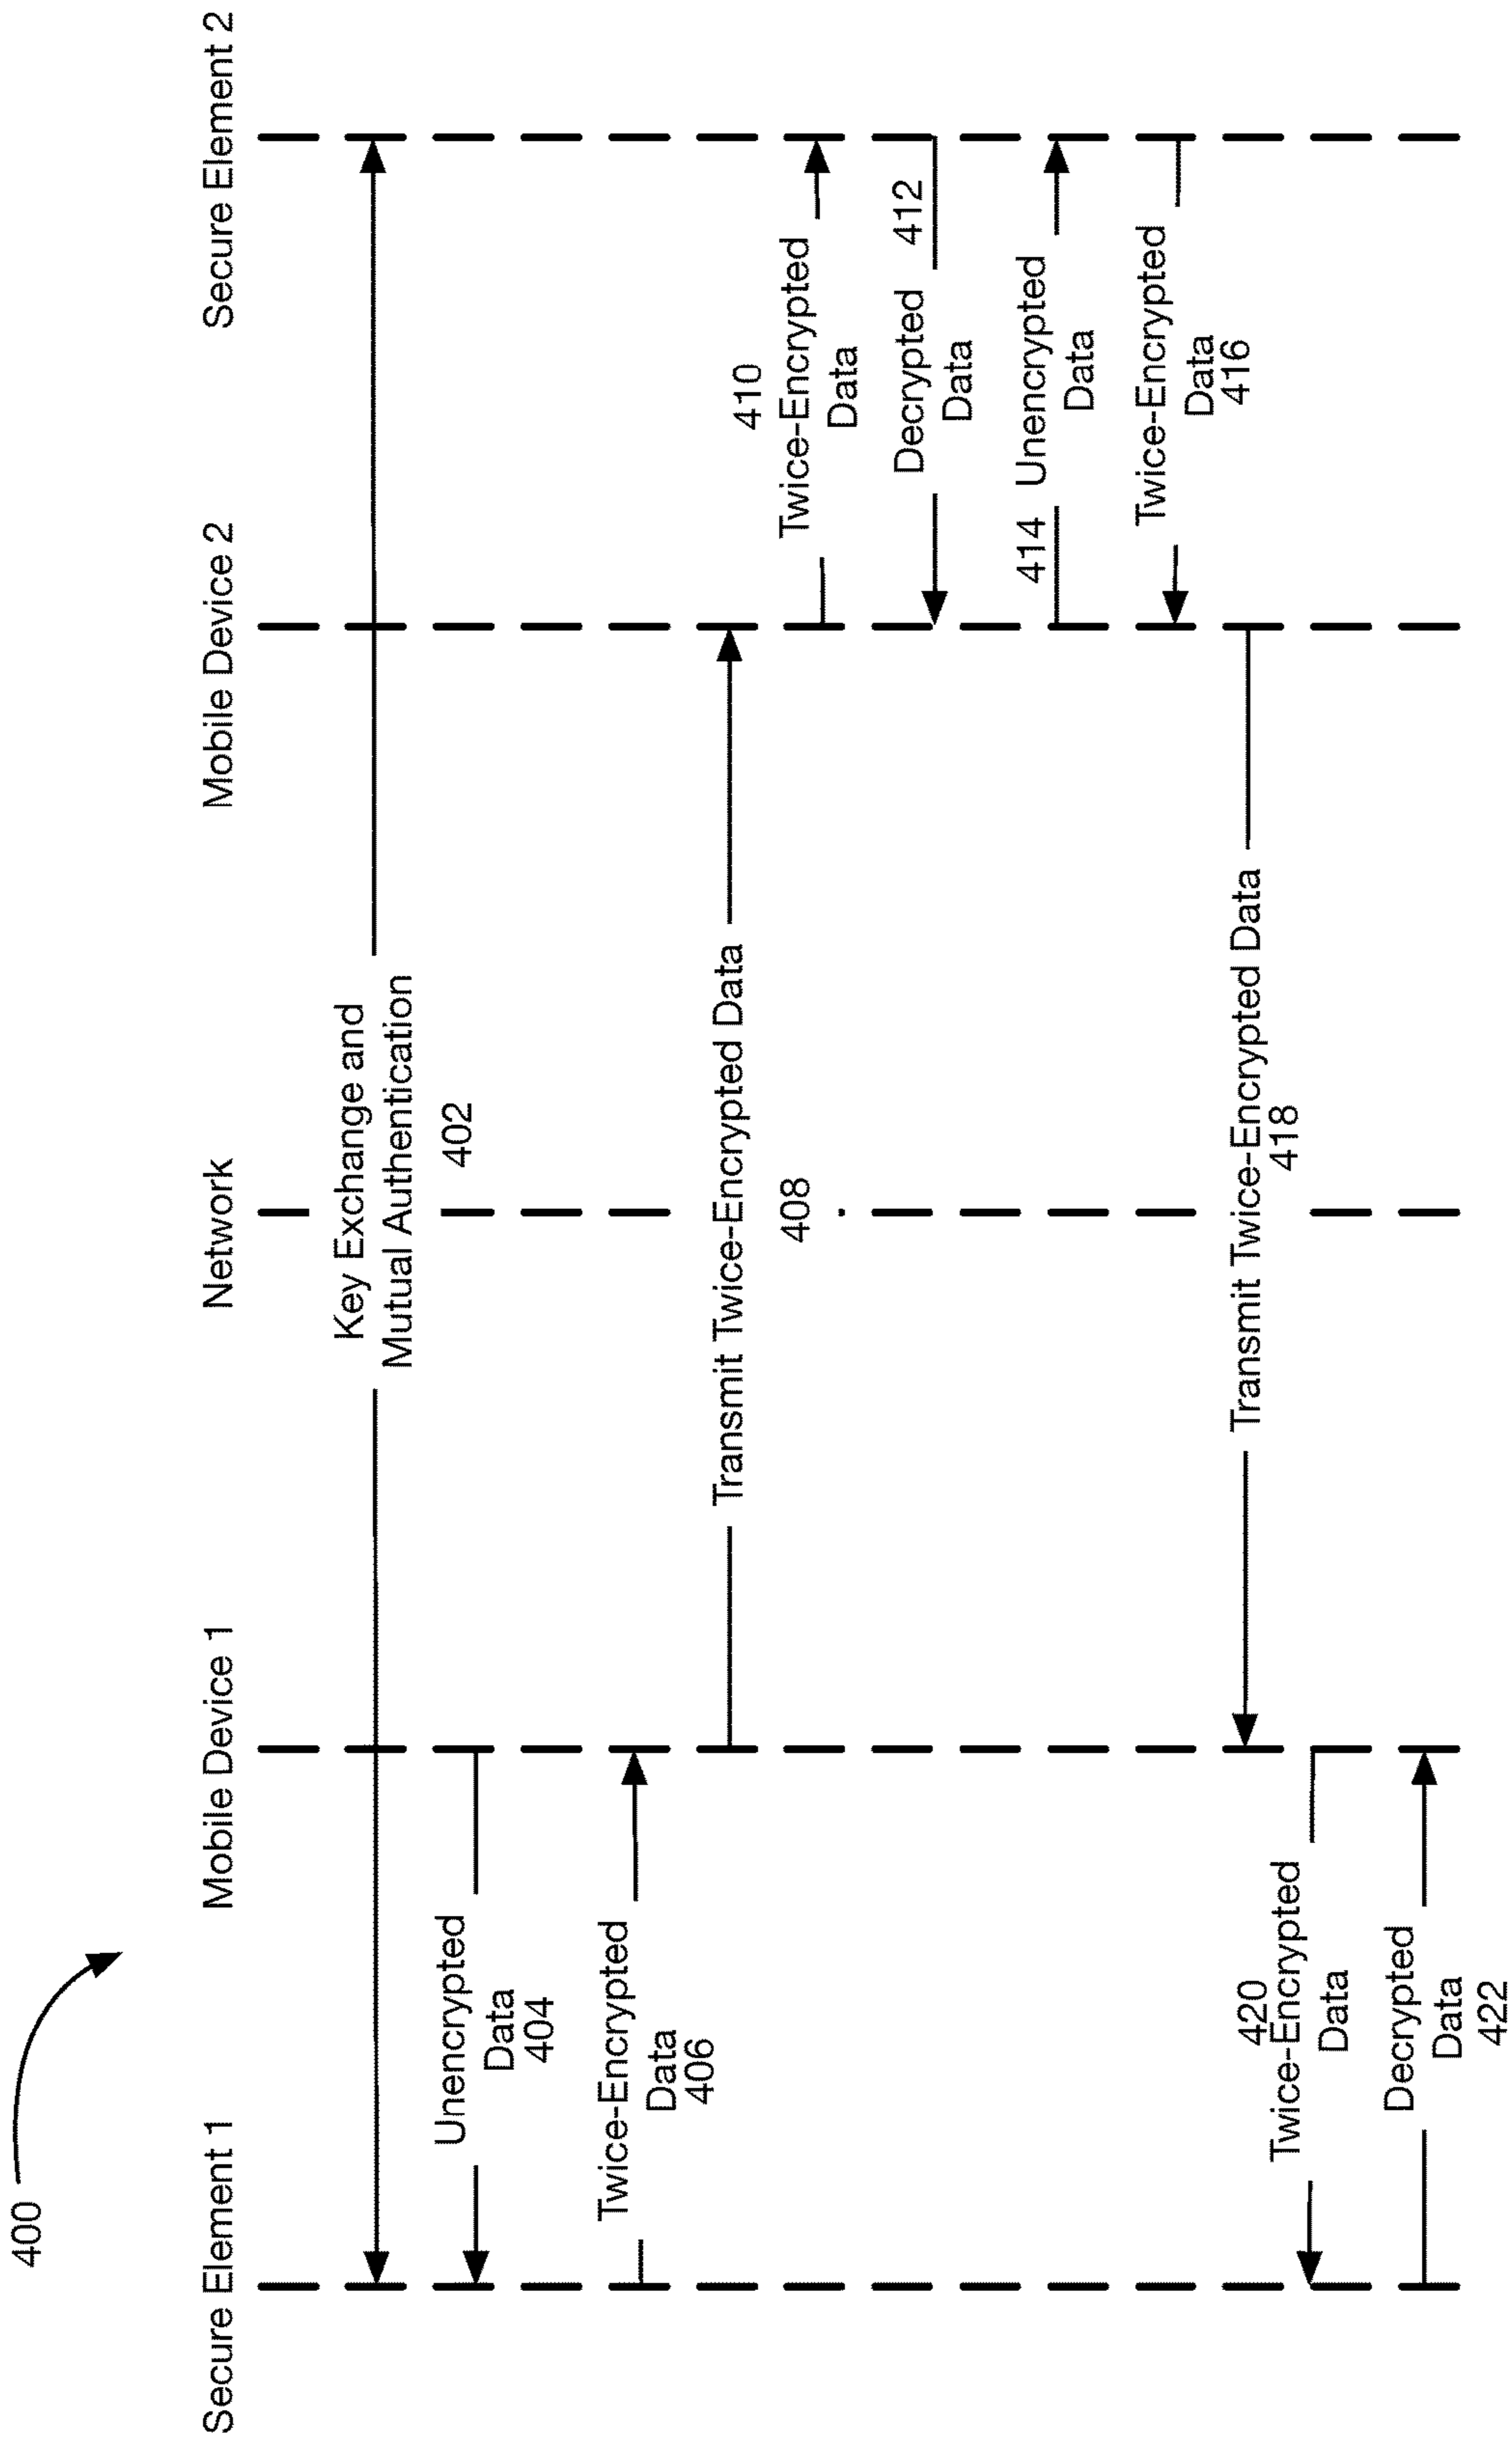 400
Secure Element 1
Mobile Device 1
Network
Mobile Device 2
Secure Element 2
Key Exchange and
Mutual Authentication
402
Unencrypted
Data
404
Twice-Encrypted
Data
406
Transmit Twice-Encrypted Data
408
410
Twice-Encrypted
Data
412
Decrypted
Data
414
Unencrypted
Data
Twice-Encrypted
Data
416
Transmit Twice-Encrypted Data
418
420
Twice-Encrypted
Data
Decrypted
Data
422